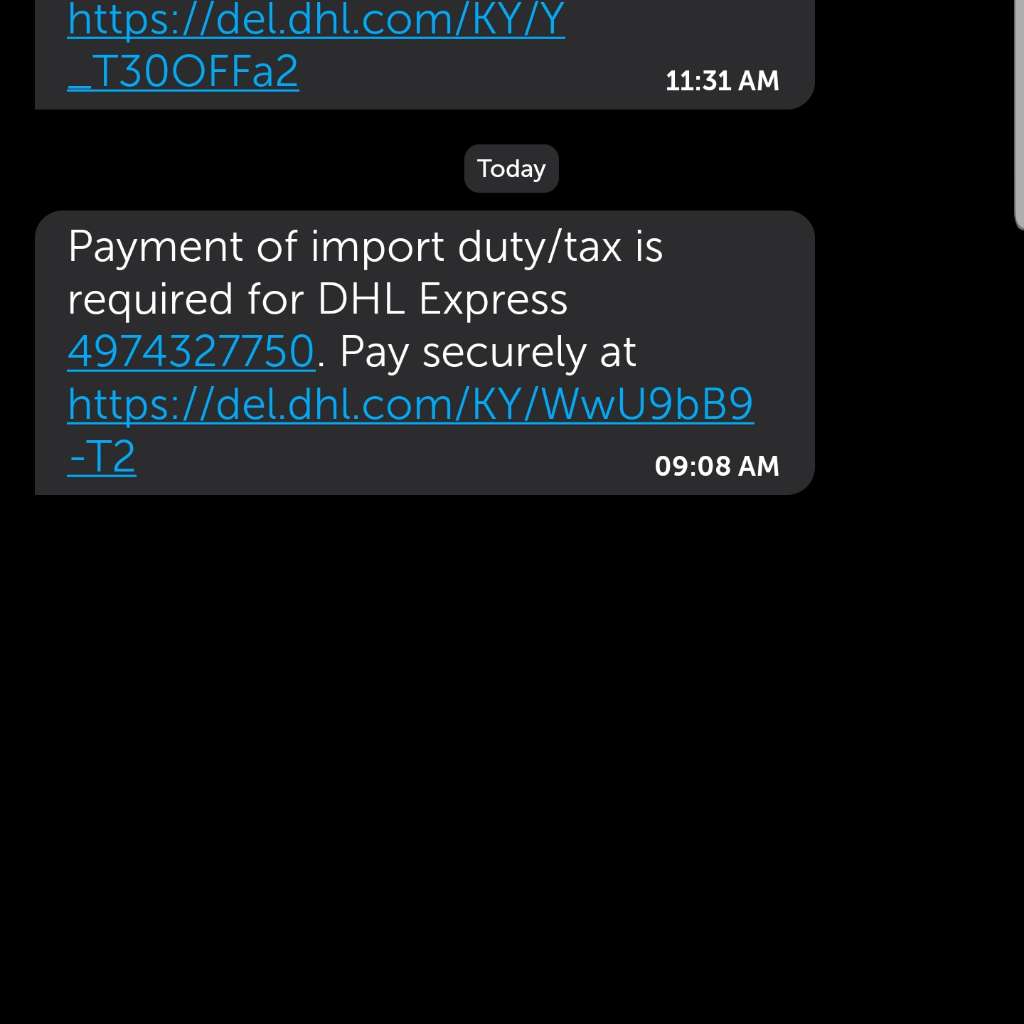 https://del.dhl.com/KY/Y
_T30OFFa2
11:31 AM
Today
Payment of import duty/tax is
required for DHL Express
4974327750. Pay securely at
https://del.dhl.com/KY/WwU9bB9
-T2
09:08 AM